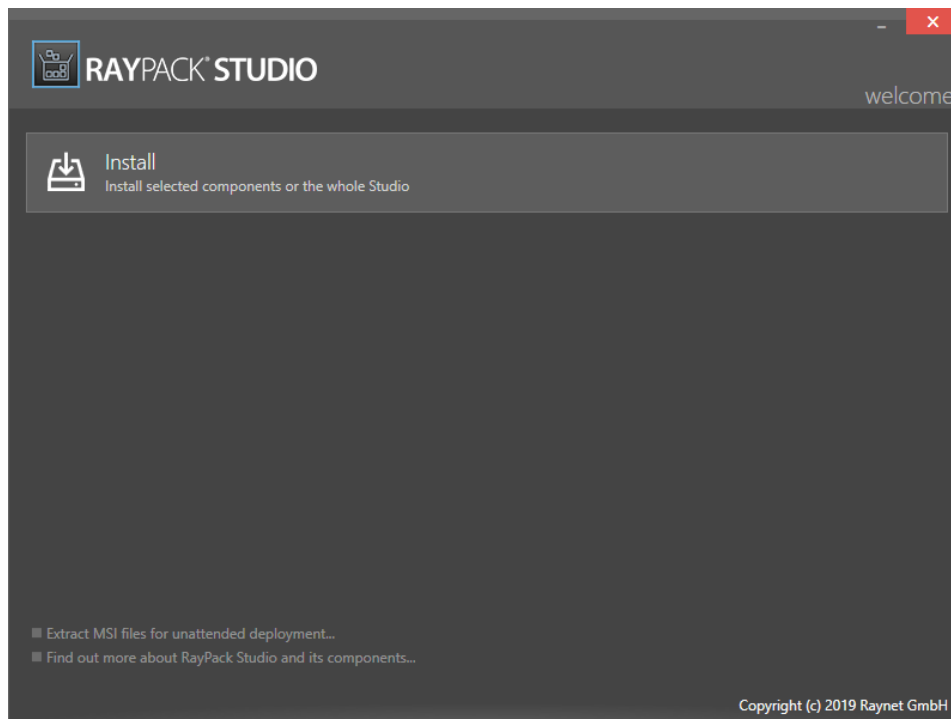 RAYPACK® STUDIO
welcome
Install
Install selected components or the whole Studio
Extract MSI files for unattended deployment...
Find out more about RayPack Studio and its components...
Copyright (c) 2019 Raynet GmbH